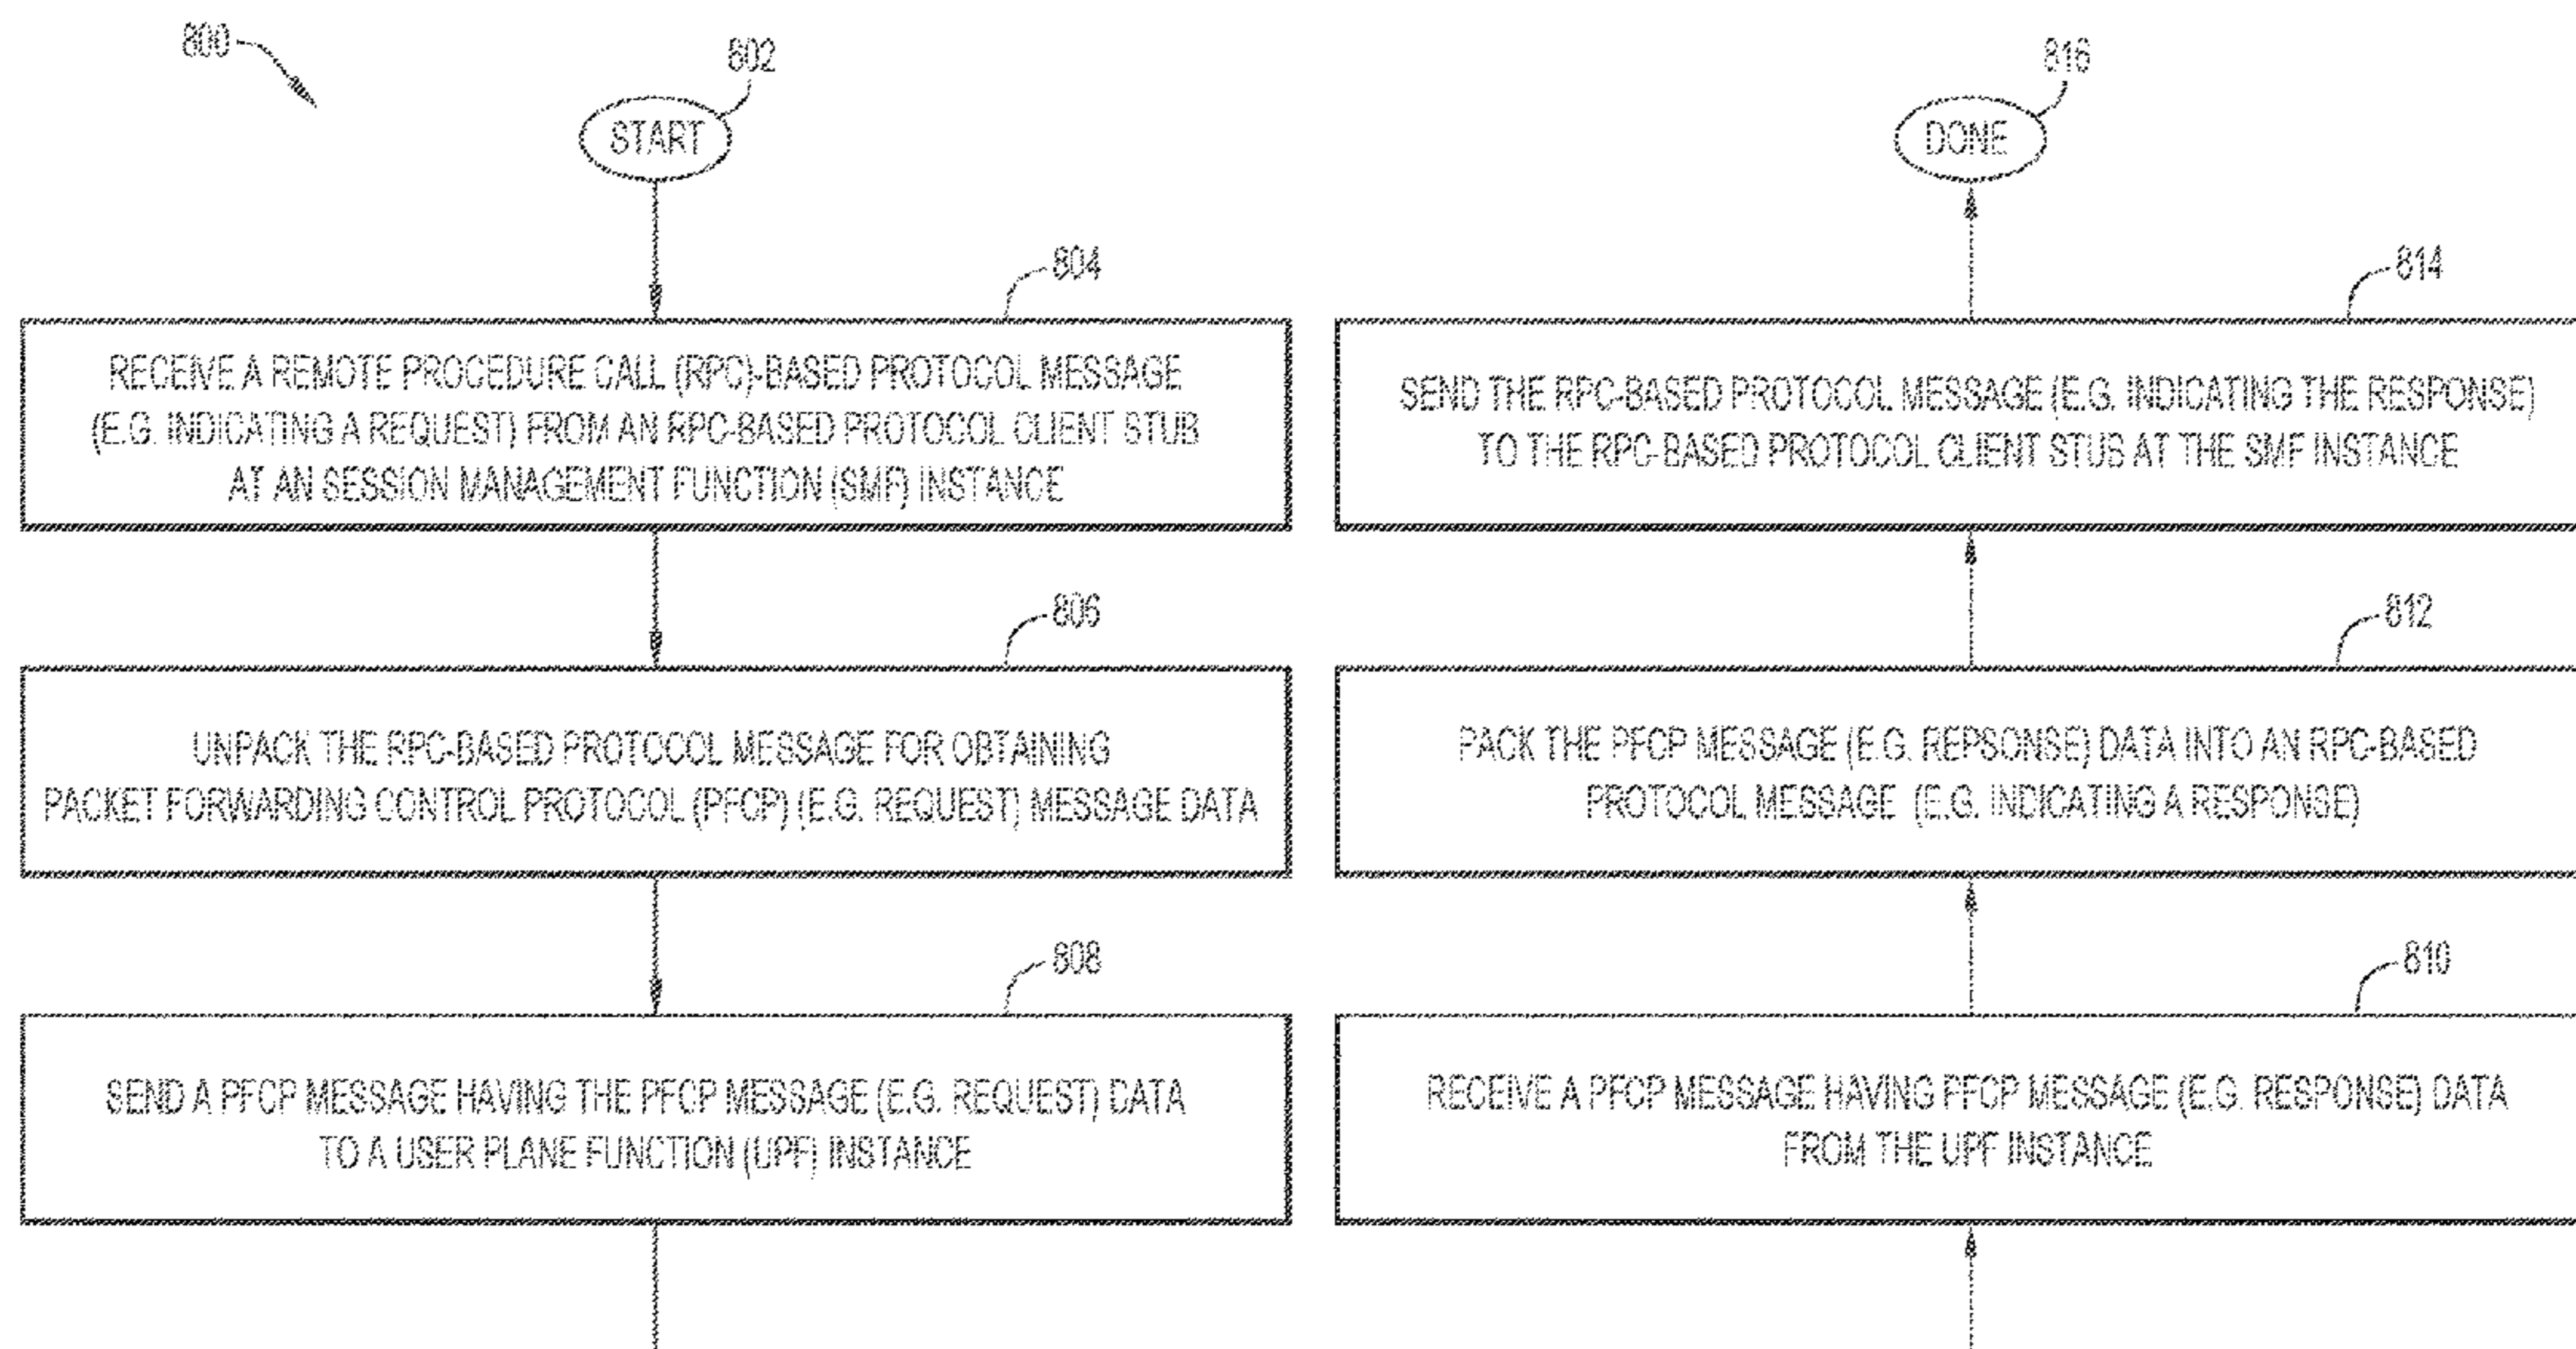 800
802
START
804
RECEIVE A REMOTE PROCEDURE CALL (RPC)-BASED PROTOCOL MESSAGE
(E.G. INDICATING A REQUEST) FROM AN RPC-BASED PROTOCOL CLIENT STUB
AT AN SESSION MANAGEMENT FUNCTION (SMF) INSTANCE
806
UNPACK THE RPC-BASED PROTOCOL MESSAGE FOR OBTAINING
PACKET FORWARDING CONTROL PROTOCOL (PFCP) (E.G. REQUEST) MESSAGE DATA
808
SEND A PFCP MESSAGE HAVING THE PFCP MESSAGE (E.G. REQUEST) DATA
TO A USER PLANE FUNCTION (UPF) INSTANCE
816
DONE
814
SEND THE RPC-BASED PROTOCOL MESSAGE (E.G. INDICATING THE RESPONSE)
TO THE RPC-BASED PROTOCOL CLIENT STUB AT THE SMF INSTANCE
812
PACK THE PFCP MESSAGE (E.G. REPSONSE) DATA INTO AN RPC-BASED
PROTOCOL MESSAGE (E.G. INDICATING A RESPONSE)
810
RECEIVE A PFCP MESSAGE HAVING PFCP MESSAGE (E.G. RESPONSE) DATA
FROM THE UPF INSTANCE